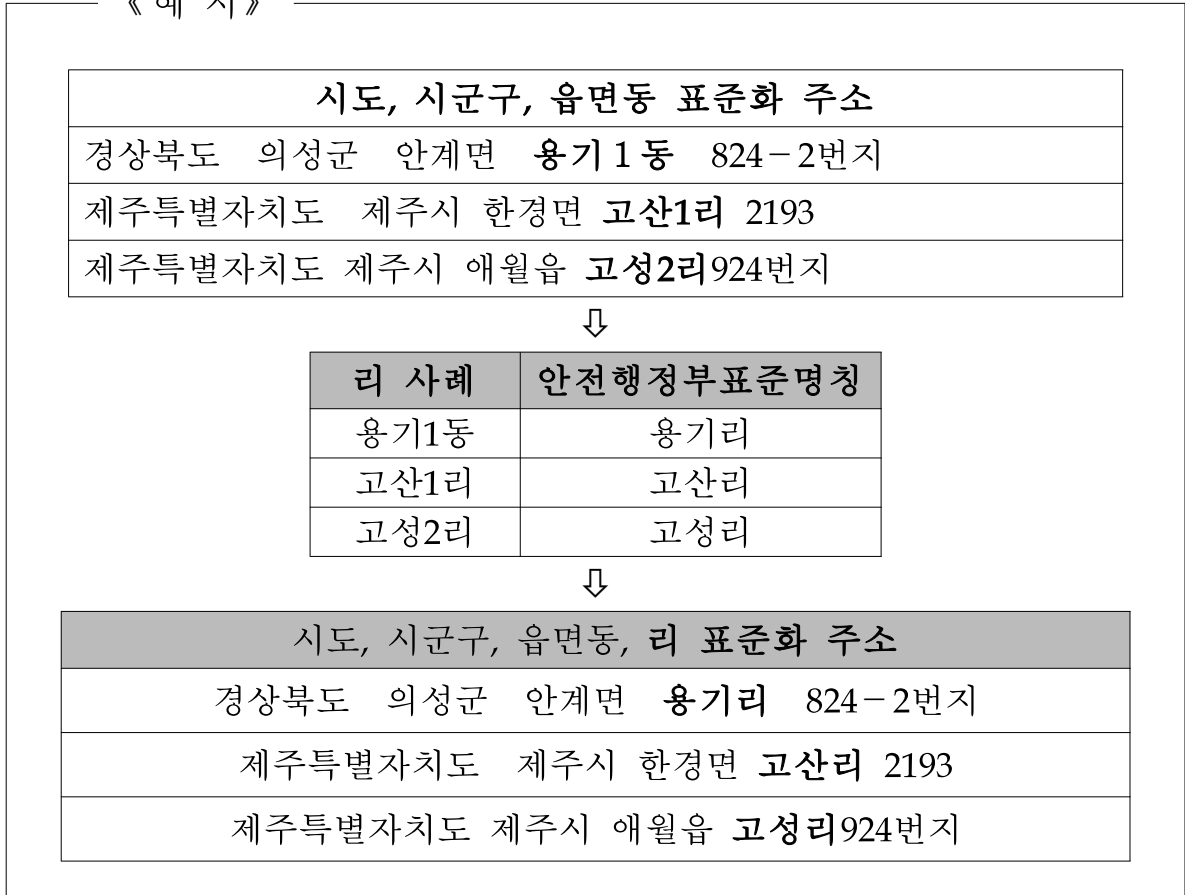 《예 시》
시도, 시군구, 읍면동 표준화 주소
경상북도 의성군 안계면 용기１동 824-2번지
제주특별자치도 제주시 한경면 고산1리 2193
제주특별자치도 제주시 애월읍 고성2리924번지
⇩
리 사례 안전행정부표준명칭
용기1동 용기리
고산1리 고산리
고성2리 고성리
⇩
시도, 시군구, 읍면동, 리 표준화 주소
경상북도 의성군 안계면 용기리 824-2번지
제주특별자치도 제주시 한경면 고산리 2193
제주특별자치도 제주시 애월읍 고성리924번지